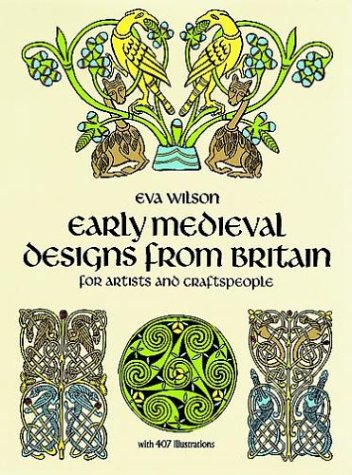 EVA WILSON
EARLY MEDIEVAL
DESIGNS FROM BRITAIN
FOR ARTISTS AND CRAFTSPEOPLE
with 407 Illustrations